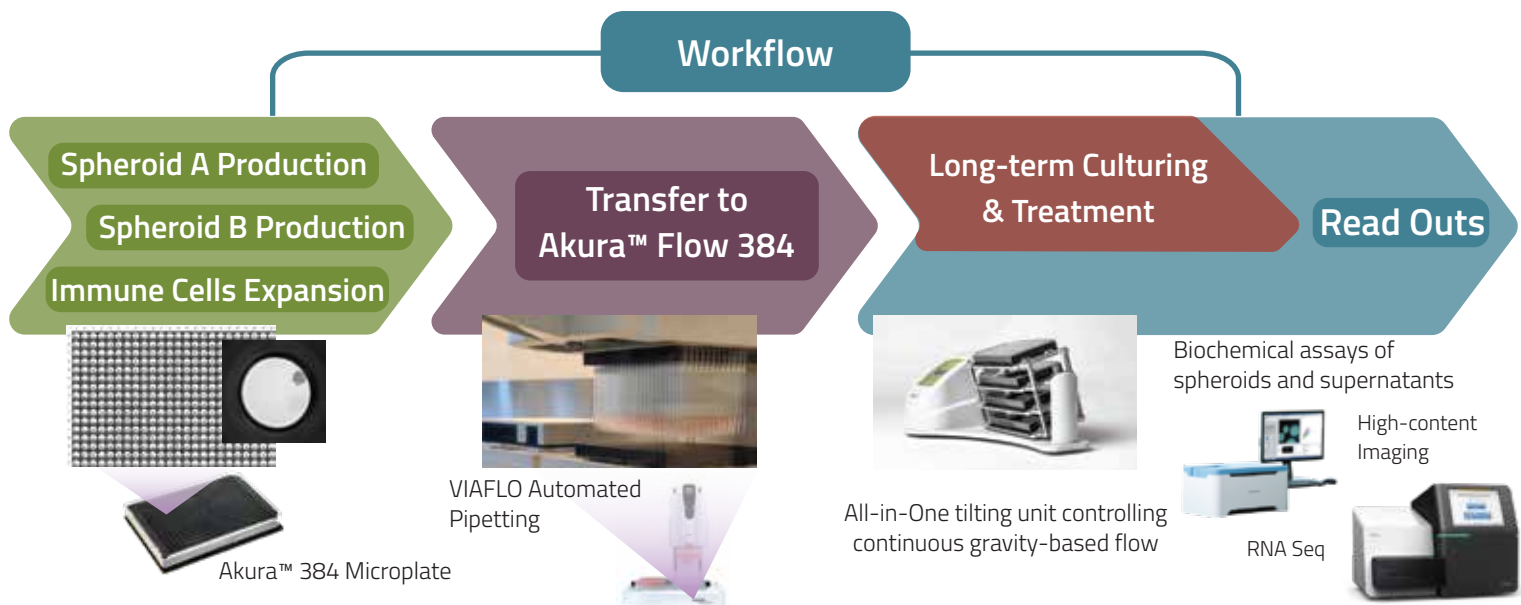 Workflow
Spheroid A Production
Spheroid B Production
Immune Cells Expansion
Transfer to
Akura™ Flow 384
Long-term Culturing
& Treatment
Read Outs
Akura™ 384 Microplate
VIAFLO Automated
Pipetting
All-in-One tilting unit controlling
continuous gravity-based flow
Biochemical assays of
spheroids and supernatants
High-content
Imaging
RNA Seq